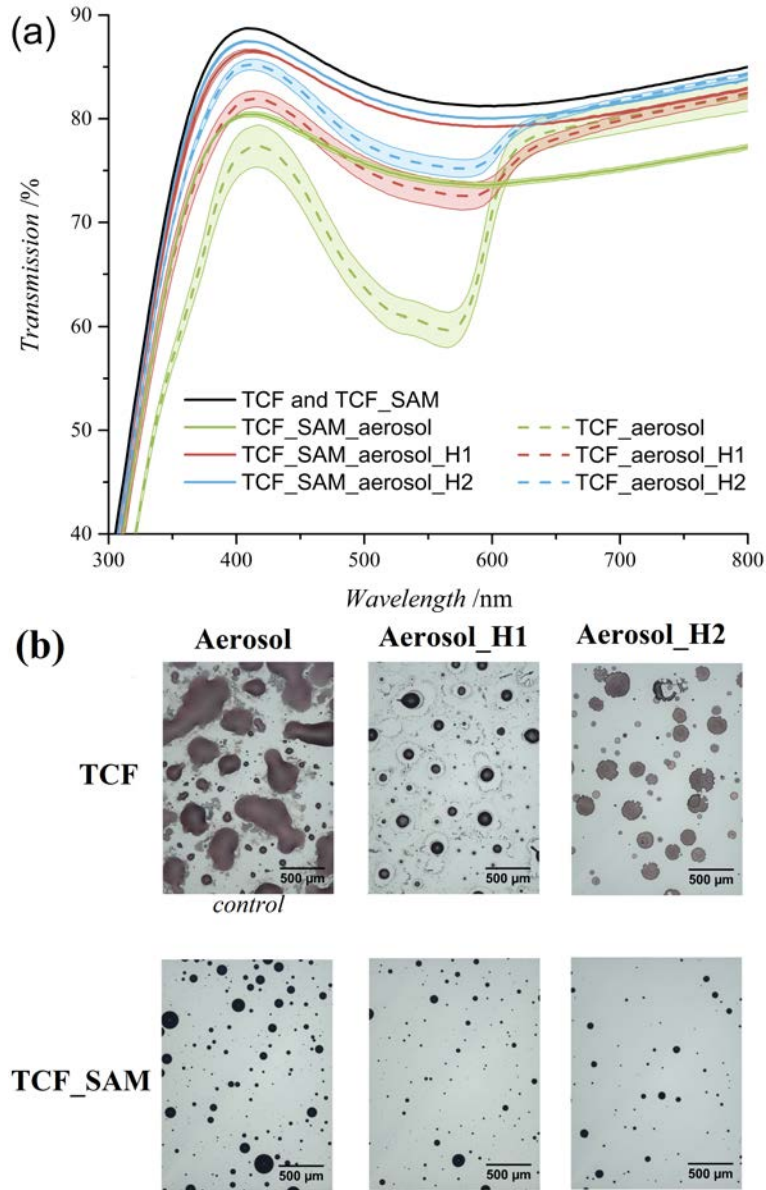 (a)
90
80
70
60
50
40
Transmission /%
TCF and TCF_SAM
TCF_SAM_aerosol
TCF_SAM_aerosol_H1
TCF_SAM_aerosol_H2
TCF_aerosol
TCF_aerosol_H1
TCF_aerosol_H2
300 400 500 600 700 800
Wavelength /nm
(b)
Aerosol Aerosol_H1 Aerosol_H2
TCF
500 µm 500 µm 500 µm
control
TCF_SAM
500 µm 500 µm 500 µm